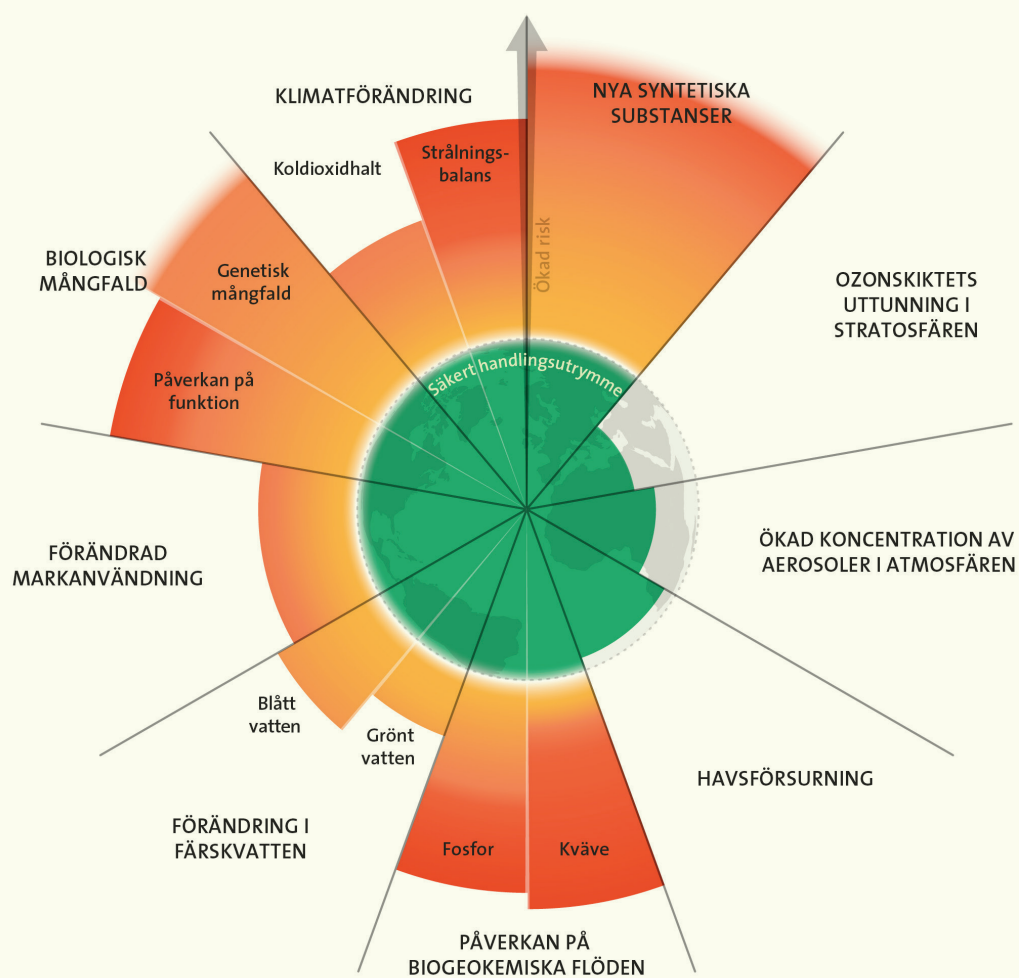 KLIMATFÖRÄNDRING
Koldioxidhalt
Strålnings-
balans
NYA SYNTETISKA
SUBSTANSER
Ökad risk
OZONSKIKTETS
UTTUNNING I
STRATOSFÄREN
BIOLOGISK
MÅNGFALD
Genetisk
mångfald
Påverkan på
funktion
Säkert handlingsutrymme
FÖRÄNDRAD
MARKANVÄNDNING
ÖKAD KONCENTRATION AV
AEROSOLER I ATMOSFÄREN
Blått
vatten
Grönt
vatten
FÖRÄNDRING I
FÄRSKVATTEN
HAVSFÖRSURNING
Fosfor
Kväve
PÅVERKAN PÅ
BIOGEOKEMISKA FLÖDEN